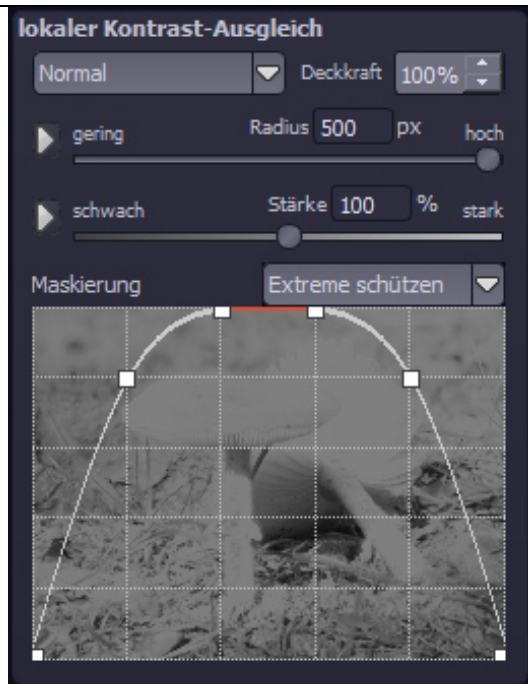 lokaler Kontrast-Ausgleich
Normal Deckkraft 100%
gering Radius 500 px hoch
schwach Stärke 100 % stark
Maskierung Extreme schützen